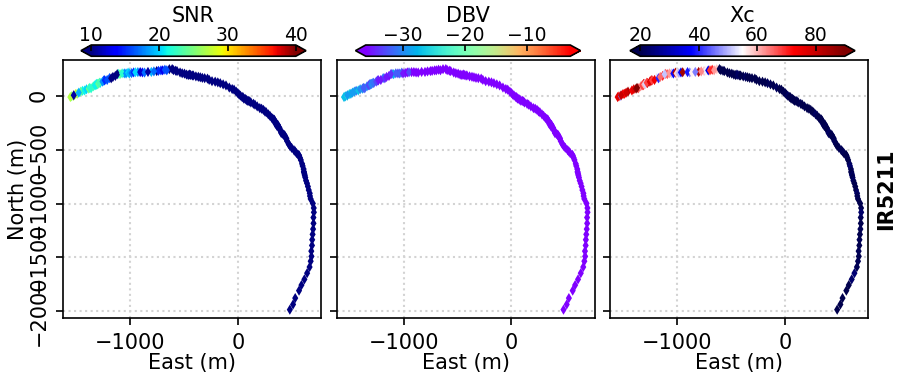 SNR DBV Xc
10 20 30 40 −30 −20 −10 20 40 60 80
0
−500
−1000
−1500
−2000
North (m)
IR5211
−1000 0 −1000 0 −1000 0
East (m) East (m) East (m)